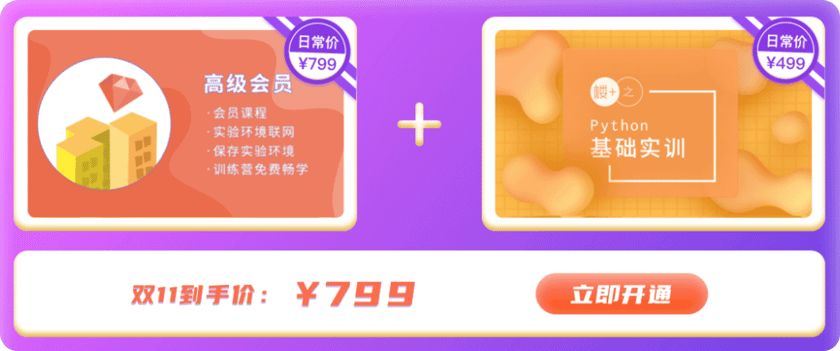 日常价
¥799
高级会员
· 会员课程
· 实验环境联网
· 保存实验环境
· 训练营免费畅学
+
日常价
¥499
楼+之
Python
基础实训
双11到手价：¥799
立即开通